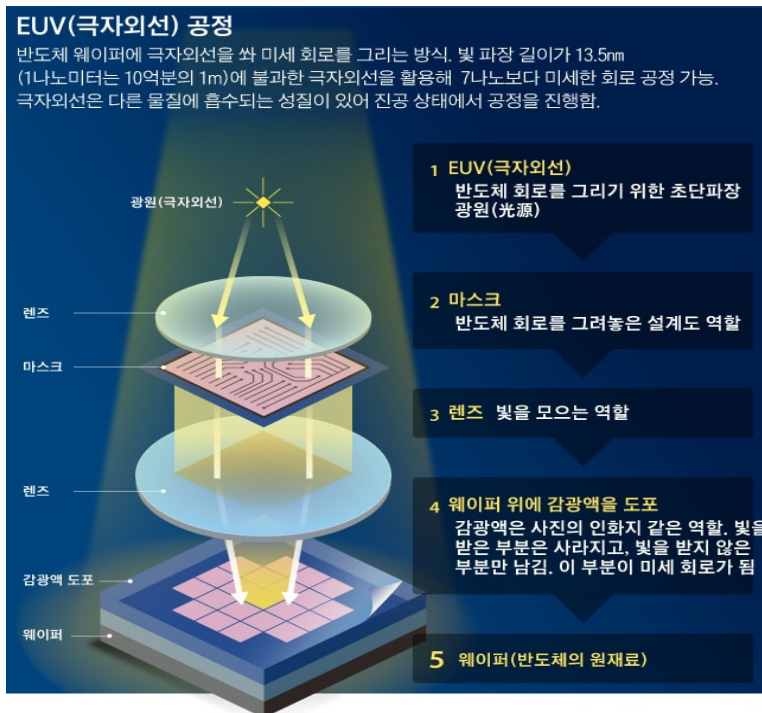 EUV(극자외선) 공정
반도체 웨이퍼에 극자외선을 쏴 미세 회로를 그리는 방식. 빛 파장 길이가 13.5㎚
(1나노미터는 10억분의 1m)에 불과한 극자외선을 활용해 7나노보다 미세한 회로 공정 가능.
극자외선은 다른 물질에 흡수되는 성질이 있어 진공 상태에서 공정을 진행함.
광원(극자외선)
렌즈
마스크
렌즈
감광액 도포
웨이퍼
1 EUV(극자외선)
반도체 회로를 그리기 위한 초단파장
광원(光源)
2 마스크
반도체 회로를 그려놓은 설계도 역할
3 렌즈 빛을 모으는 역할
4 웨이퍼 위에 감광액을 도포
감광액은 사진의 인화지 같은 역할. 빛을
받은 부분은 사라지고, 빛을 받지 않은
부분만 남김. 이 부분이 미세 회로가 됨
5 웨이퍼(반도체의 원재료)